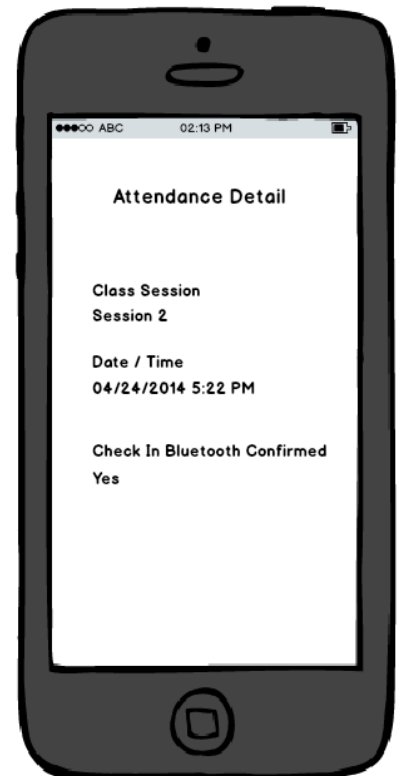 ABC 02:13 PM
Attendance Detail
Class Session
Session 2
Date / Time
04/24/2014 5:22 PM
Check In Bluetooth Confirmed
Yes